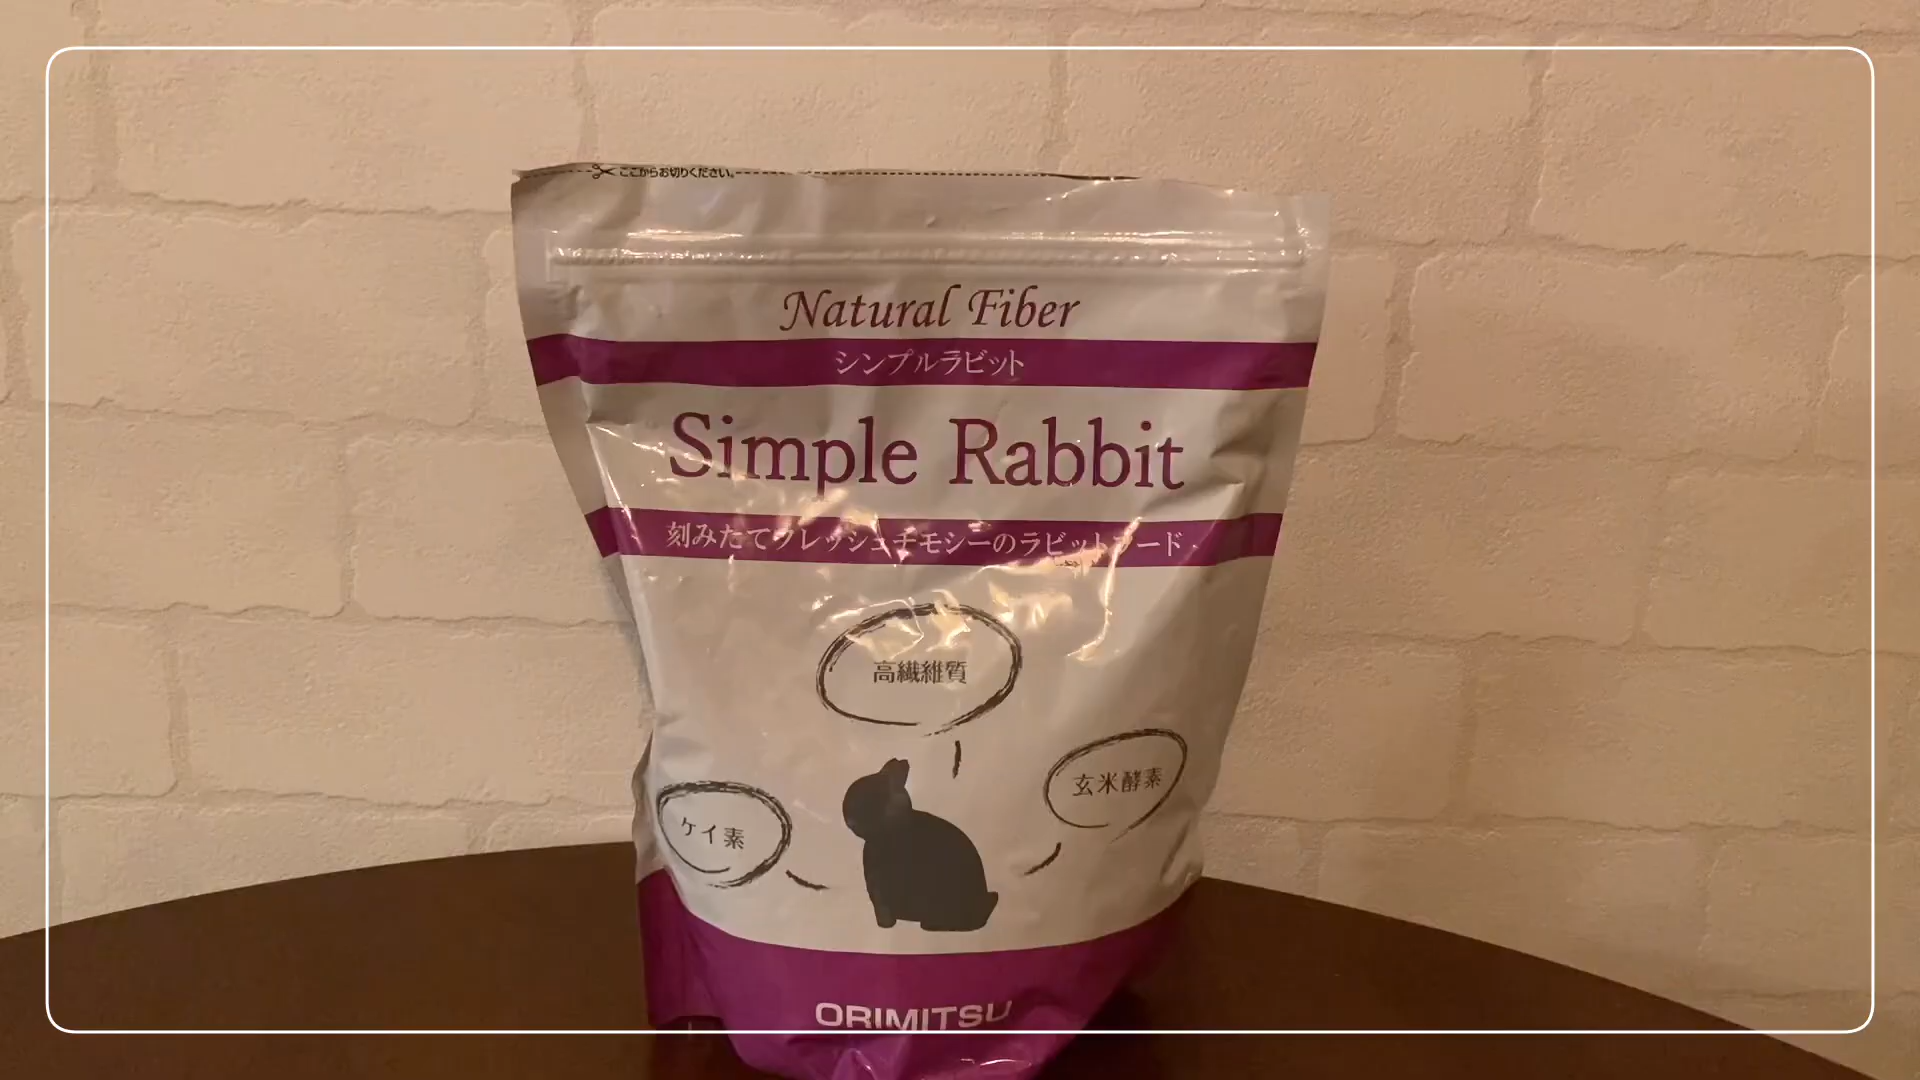 ここからお切りください。
Natural Fiber
シンプルラビット
Simple Rabbit
刻みたてフレッシュチモシーのラビットフード
高繊維質
玄米酵素
ケイ素
ORIMITSU